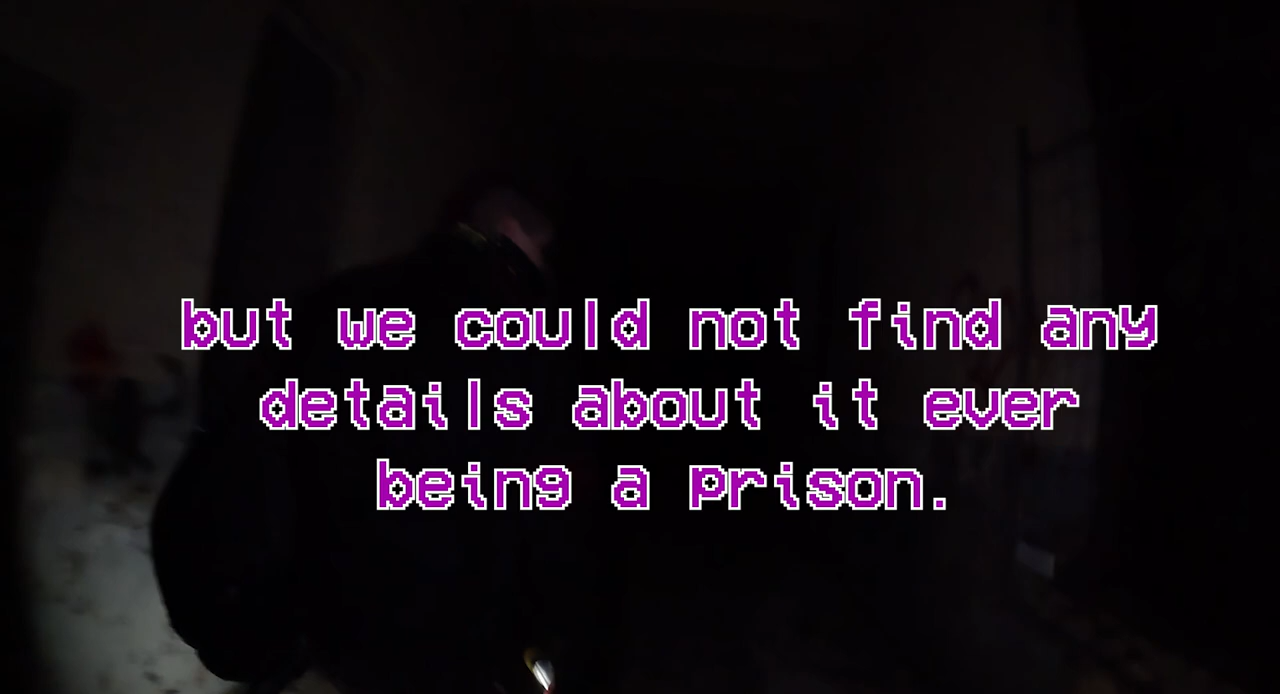 but we could not find any
details about it ever
being a prison.